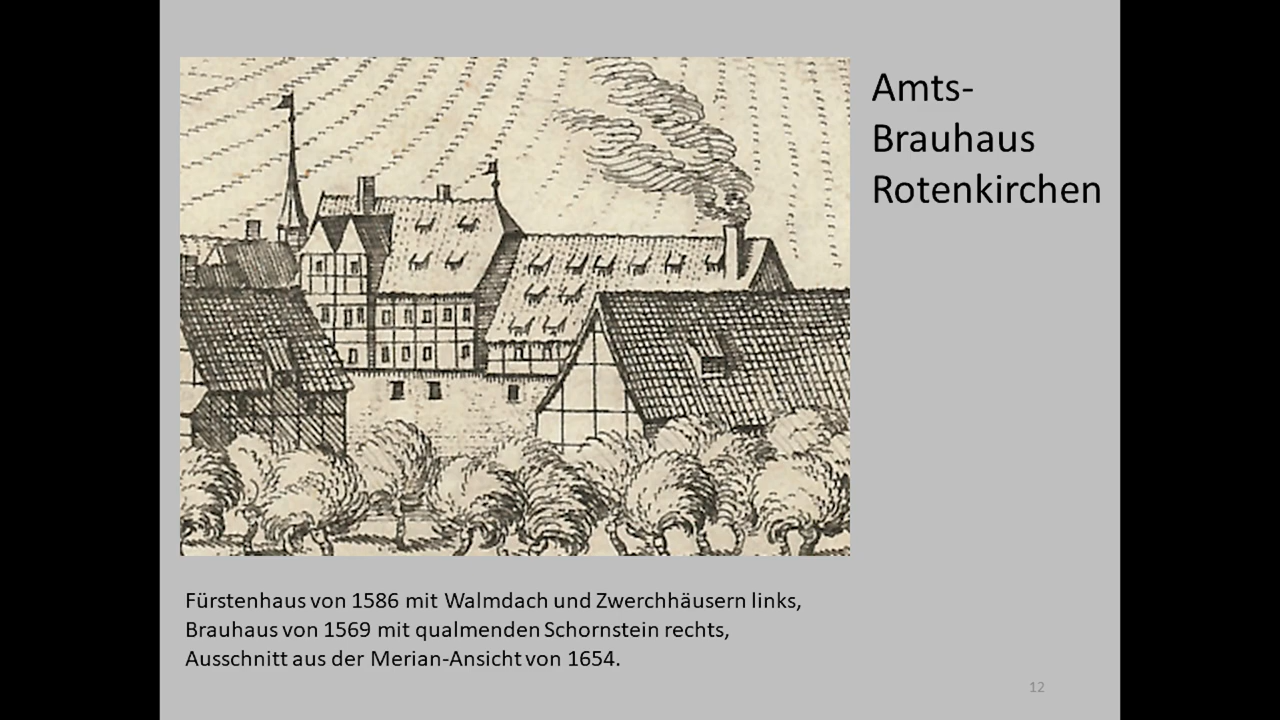 Amts-
Brauhaus
Rotenkirchen
Fürstenhaus von 1586 mit Walmdach und Zwerchhäusern links,
Brauhaus von 1569 mit qualmenden Schornstein rechts,
Ausschnitt aus der Merian-Ansicht von 1654.
12